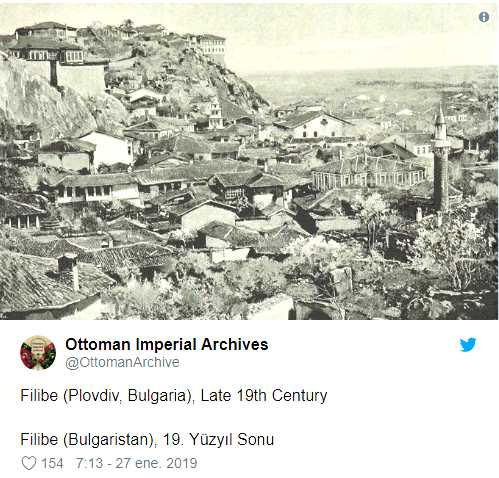 Ottoman Imperial Archives
@OttomanArchive
Filibe (Plovdiv, Bulgaria), Late 19th Century
Filibe (Bulgaristan), 19. Yüzyıl Sonu
154 7:13 - 27 ene. 2019